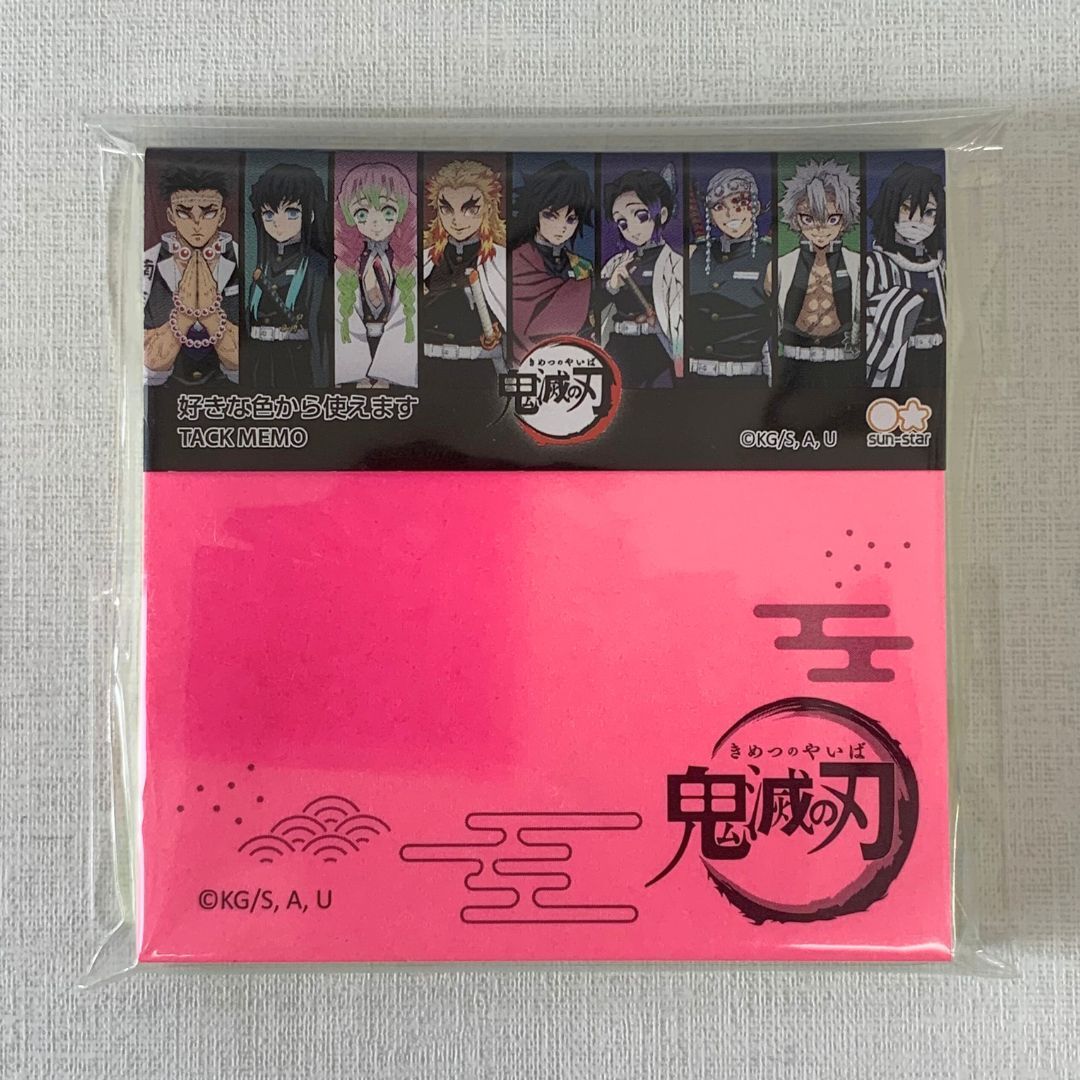 南
きめつのやいば
鬼滅の刃
好きな色から使えます
TACK MEMO
©KG/S, A, U
sun-star
きめつのやいば
鬼滅の刃
©KG/S, A, U